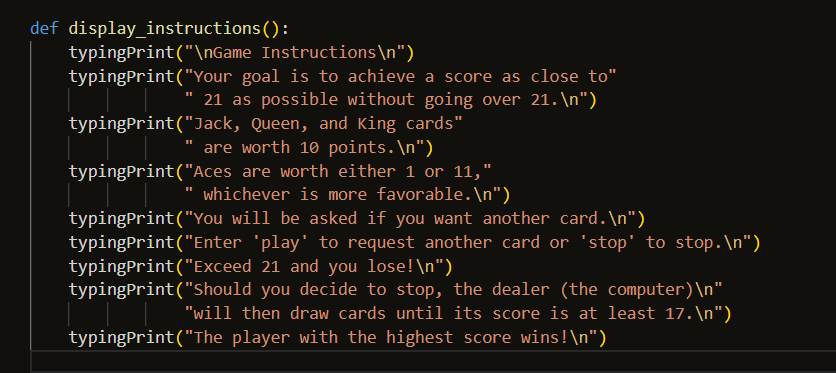 def display_instructions():
    typingPrint("\nGame Instructions\n")
    typingPrint("Your goal is to achieve a score as close to"
                " 21 as possible without going over 21.\n")
    typingPrint("Jack, Queen, and King cards"
                " are worth 10 points.\n")
    typingPrint("Aces are worth either 1 or 11,"
                " whichever is more favorable.\n")
    typingPrint("You will be asked if you want another card.\n")
    typingPrint("Enter 'play' to request another card or 'stop' to stop.\n")
    typingPrint("Exceed 21 and you lose!\n")
    typingPrint("Should you decide to stop, the dealer (the computer)\n"
                "will then draw cards until its score is at least 17.\n")
    typingPrint("The player with the highest score wins!\n")